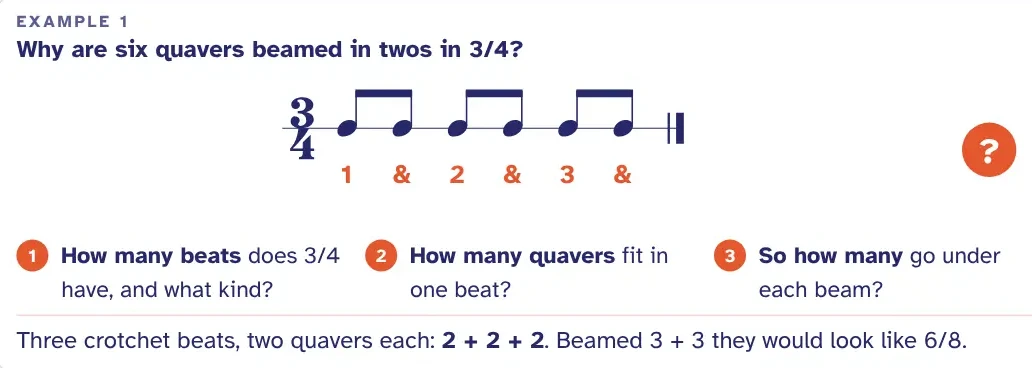 EXAMPLE 1
Why are six quavers beamed in twos in 3/4?
3
4
1 & 2 & 3 &
?
1 How many beats does 3/4 have, and what kind?
2 How many quavers fit in one beat?
3 So how many go under each beam?
Three crotchet beats, two quavers each: 2 + 2 + 2. Beamed 3 + 3 they would look like 6/8.